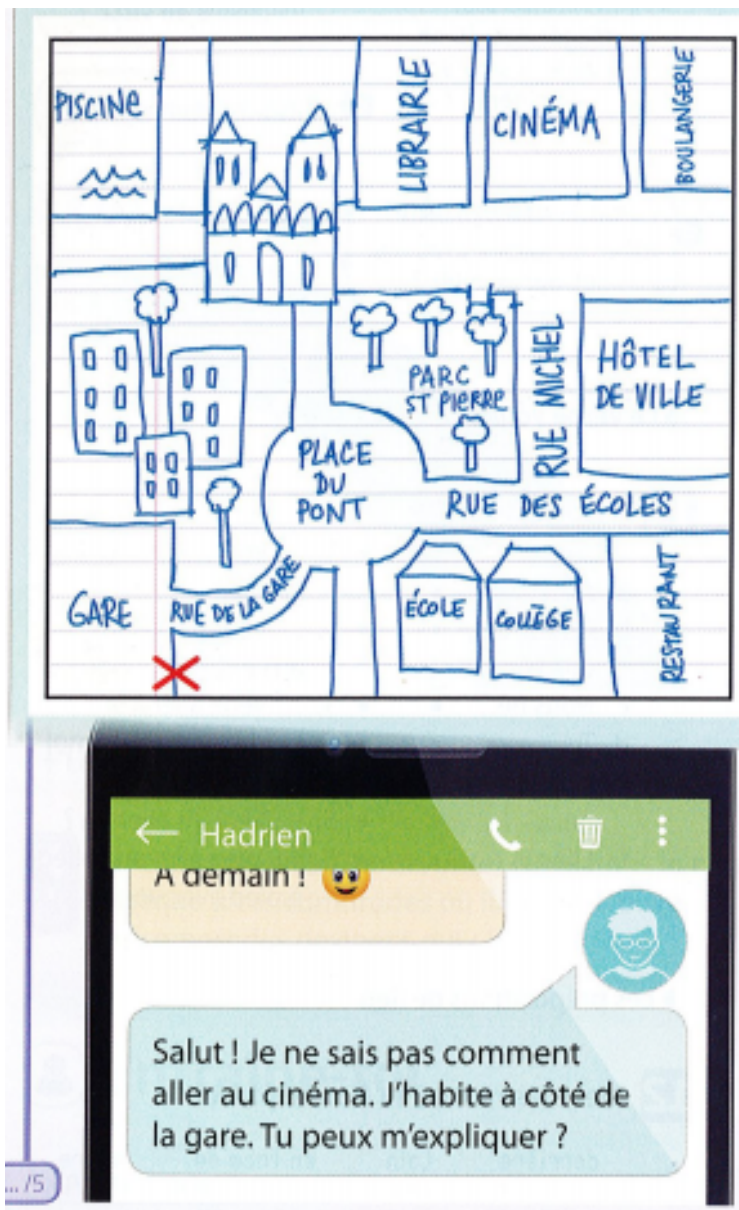 PISCINE
LIBRAIRIE
CINÉMA
BOULANGERIE
PARC
ST PIERRE
RUE MICHEL
HÔTEL
DE VILLE
PLACE
DU
PONT
RUE DES ÉCOLES
GARE
RUE DE LA GARE
ÉCOLE
COLLÈGE
RESTAURANT
Hadrien
A demain !
Salut ! Je ne sais pas comment
aller au cinéma. J'habite à côté de
la gare. Tu peux m'expliquer ?
... /5